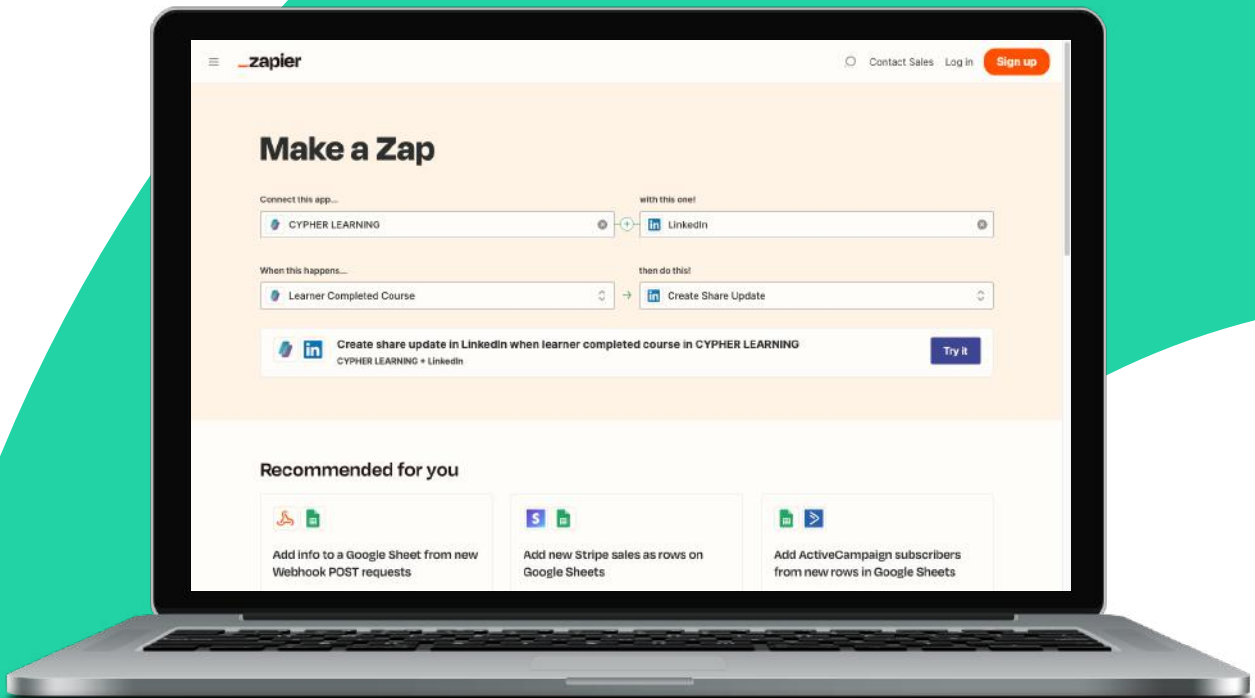 _zapier
Contact Sales
Log in
Sign up
Make a Zap
Connect this app...
with this one!
CYPHER LEARNING
LinkedIn
When this happens...
then do this!
Learner Completed Course
Create Share Update
Create share update in LinkedIn when learner completed course in CYPHER LEARNING
CYPHER LEARNING + LinkedIn
Try it
Recommended for you
Add info to a Google Sheet from new
Webhook POST requests
Add new Stripe sales as rows on
Google Sheets
Add ActiveCampaign subscribers
from new rows in Google Sheets